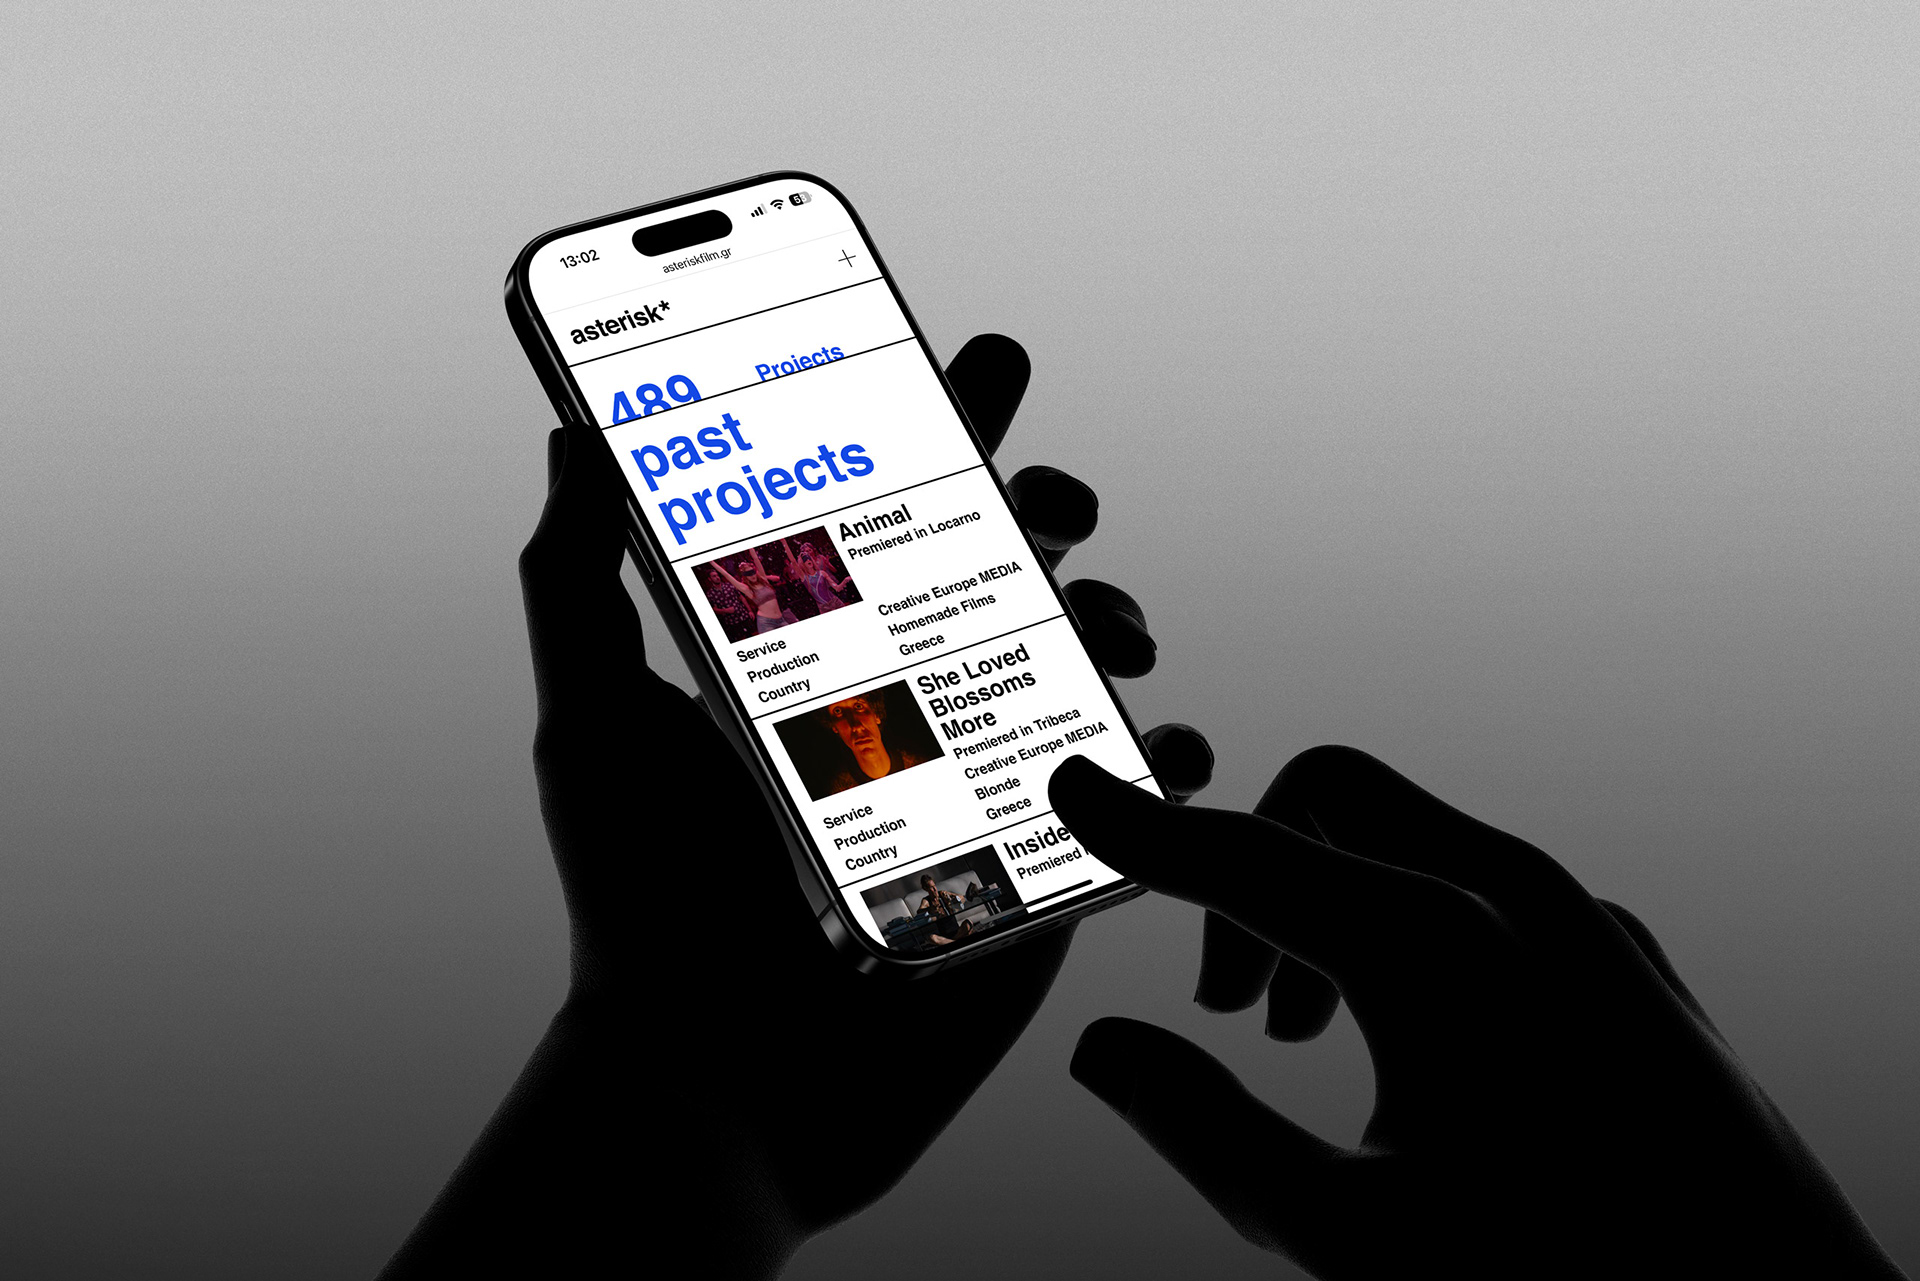 13:02
53
asteriskfilm.gr
asterisk*
489
Projects
past
projects
Animal
Premiered in Locarno
Creative Europe MEDIA
Homemade Films
Greece
Service
Production
Country
She Loved
Blossoms
More
Premiered in Tribeca
Creative Europe MEDIA
Blonde
Greece
Service
Production
Country
Inside
Premiered